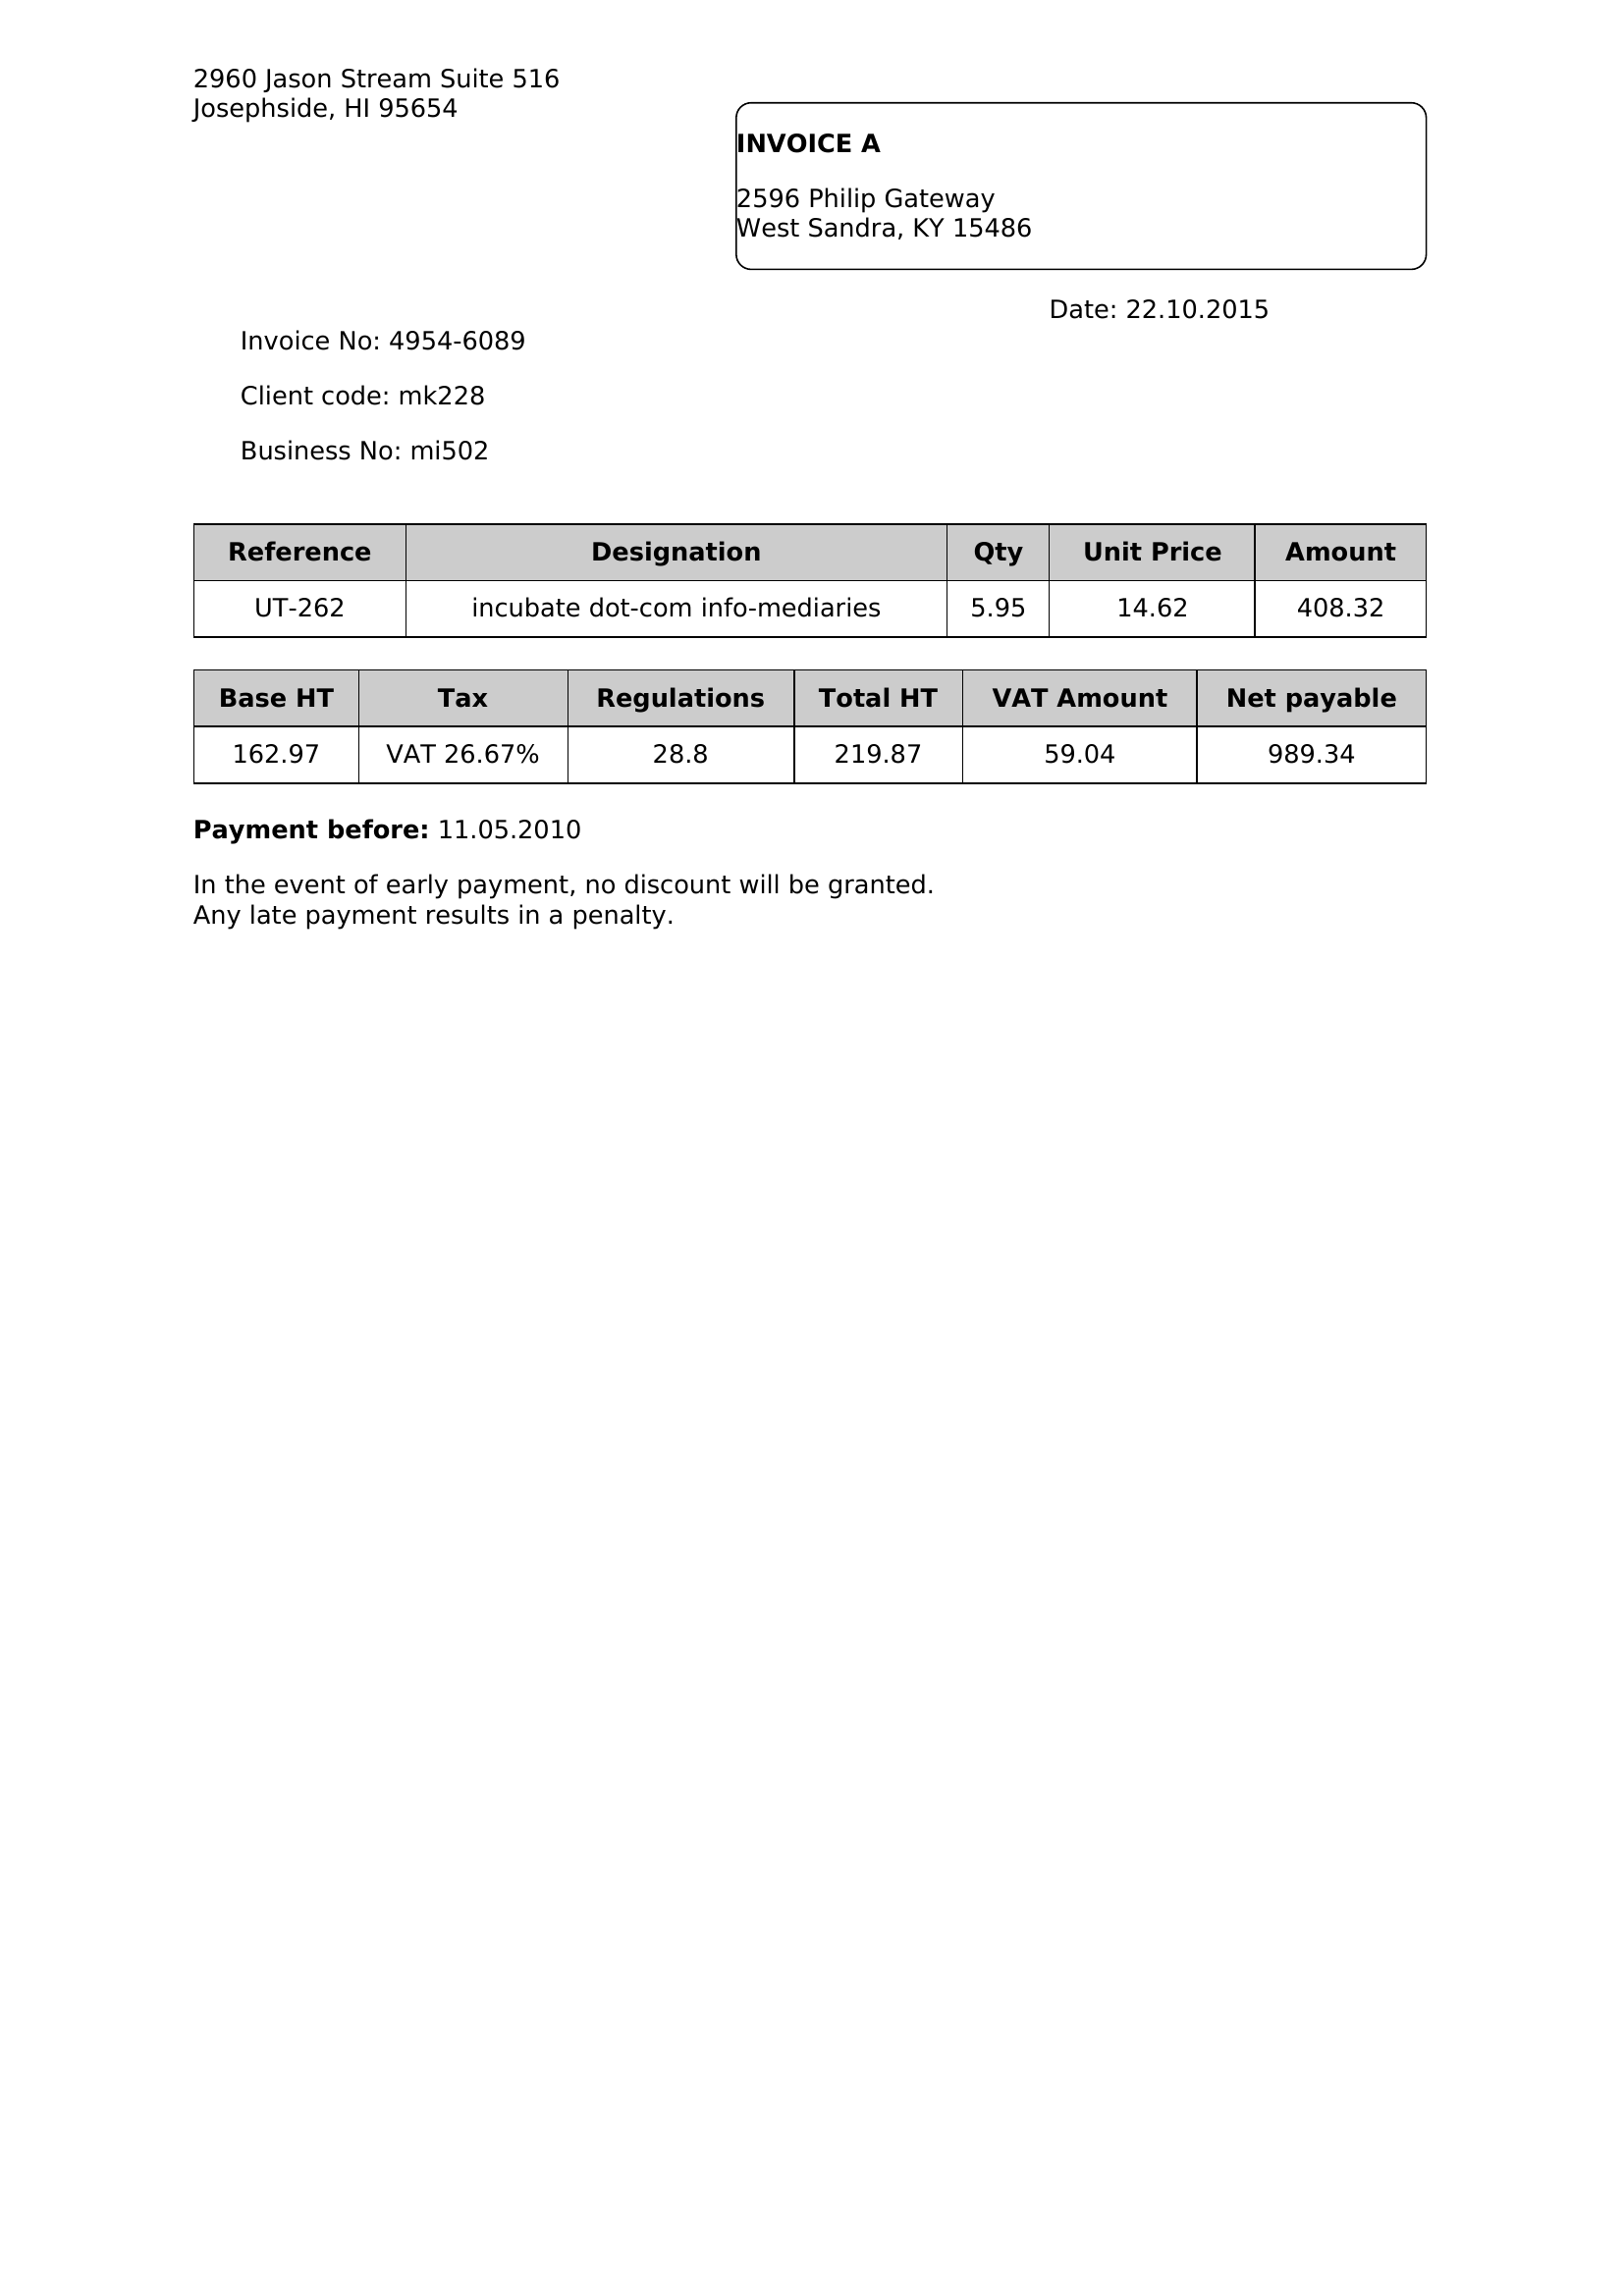 2960 Jason Stream Suite 516
Josephside, HI 95654
INVOICE A
2596 Philip Gateway
West Sandra, KY 15486
Date: 22.10.2015
Invoice No: 4954-6089
Client code: mk228
Business No: mi502
Reference Designation Qty Unit Price Amount
UT-262 incubate dot-com info-mediaries 5.95 14.62 408.32
Base HT Tax Regulations Total HT VAT Amount Net payable
162.97 VAT 26.67% 28.8 219.87 59.04 989.34
Payment before: 11.05.2010
In the event of early payment, no discount will be granted.
Any late payment results in a penalty.